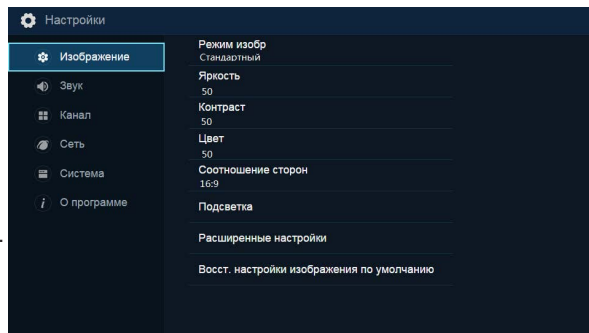 Настройки
Изображение
Звук
Канал
Сеть
Система
О программе
Режим изобр
Стандартный
Яркость
50
Контраст
50
Цвет
50
Соотношение сторон
16:9
Подсветка
Расширенные настройки
Восст. настройки изображения по умолчанию